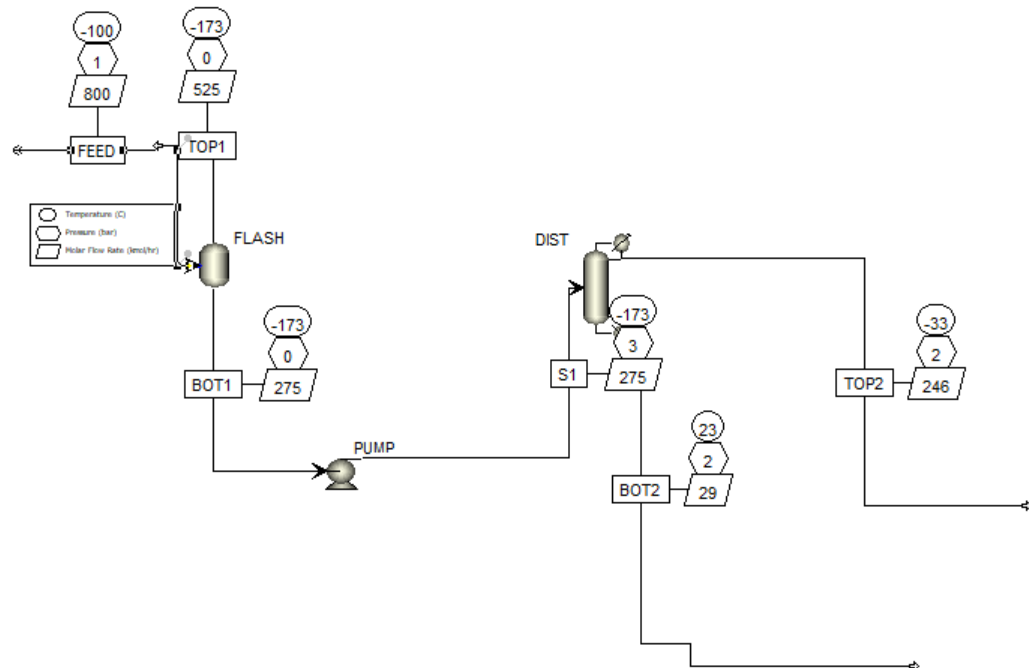 -100
1
800
FEED
-173
0
525
TOP1
Temperature (C)
Pressure (bar)
Molar Flow Rate (kmol/hr)
FLASH
-173
0
BOT1
275
PUMP
DIST
-173
3
S1
275
23
2
BOT2
29
-33
2
TOP2
246